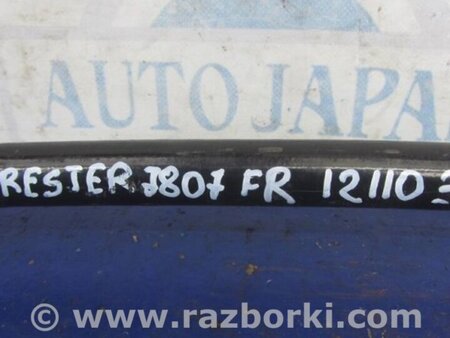 AUTO JAPA
RESTER J807 FR 12110
© www.razborki.com/